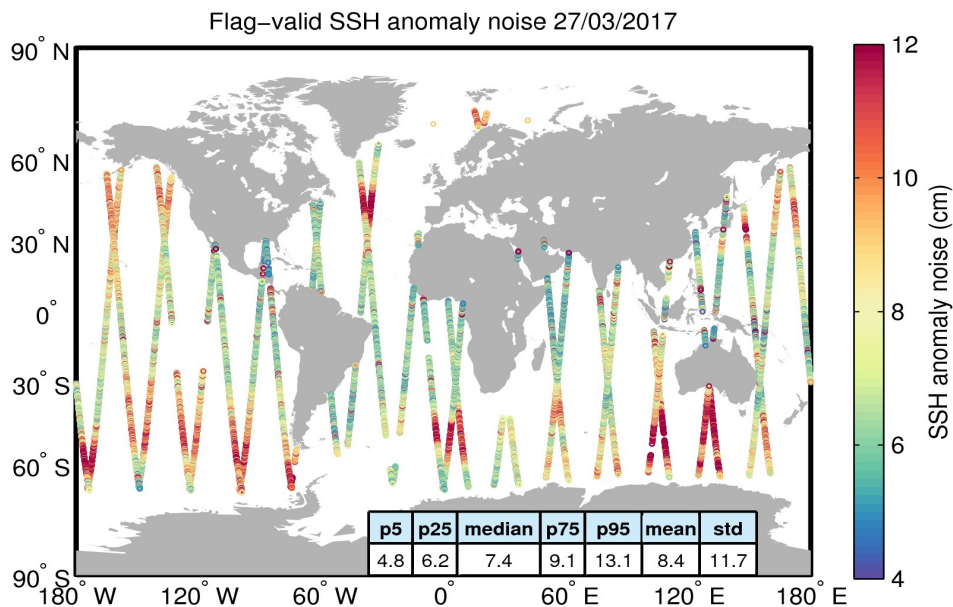 Flag−valid SSH anomaly noise 27/03/2017
90° N
60° N
30° N
0°
30° S
60° S
90° S
180° W
120° W
60° W
0°
60° E
120° E
180° E
p5 p25 median p75 p95 mean std
4.8 6.2 7.4 9.1 13.1 8.4 11.7
12
10
8
6
4
SSH anomaly noise (cm)